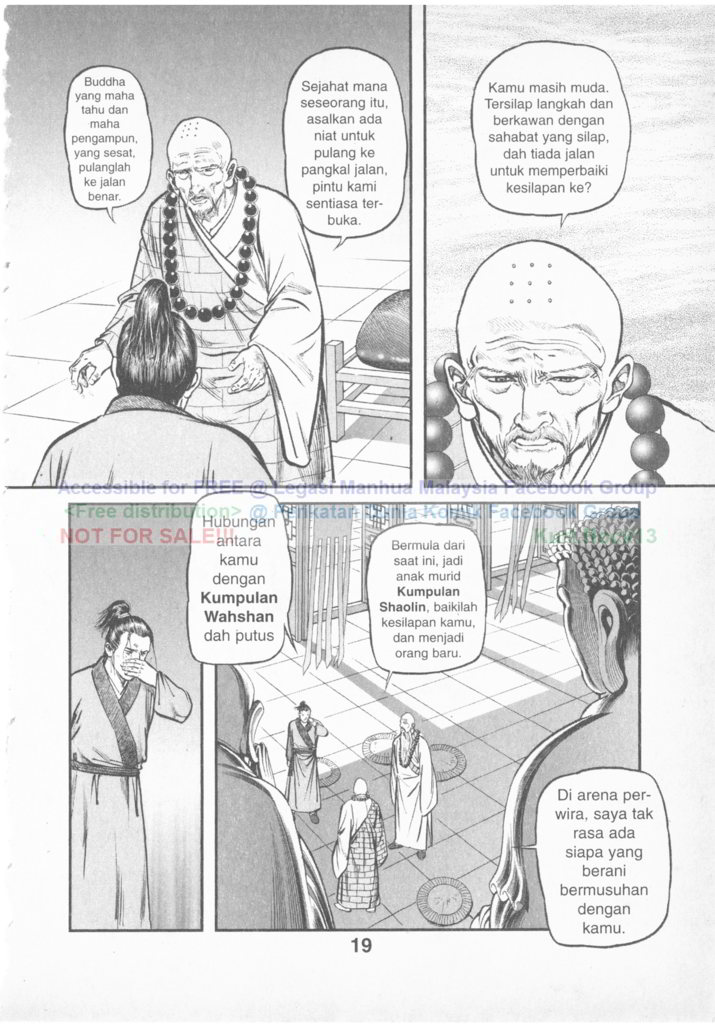 Buddha
yang maha
tahu dan
maha
pengampun,
yang sesat,
pulanglah
ke jalan
benar.
Sejahat mana
seseorang itu,
asalkan ada
niat untuk
pulang ke
pangkal jalan,
pintu kami
sentiasa ter-
buka.
Kamu masih muda.
Tersilap langkah dan
berkawan dengan
sahabat yang silap,
dah tiada jalan
untuk memperbaiki
kesilapan ke?
Accessible for FREE @ Legasi Manhua Malaysia Facebook Group
<Free distribution> @ Facebook Group
NOT FOR SALE!!!
Hubungan
antara
kamu
dengan
Kumpulan
Wahshan
dah putus
Bermula dari
saat ini, jadi
anak murid
Kumpulan
Shaolin, baikilah
kesilapan kamu,
dan menjadi
orang baru.
Di arena per-
wira, saya tak
rasa ada
siapa yang
berani
bermusuhan
dengan
kamu.
19